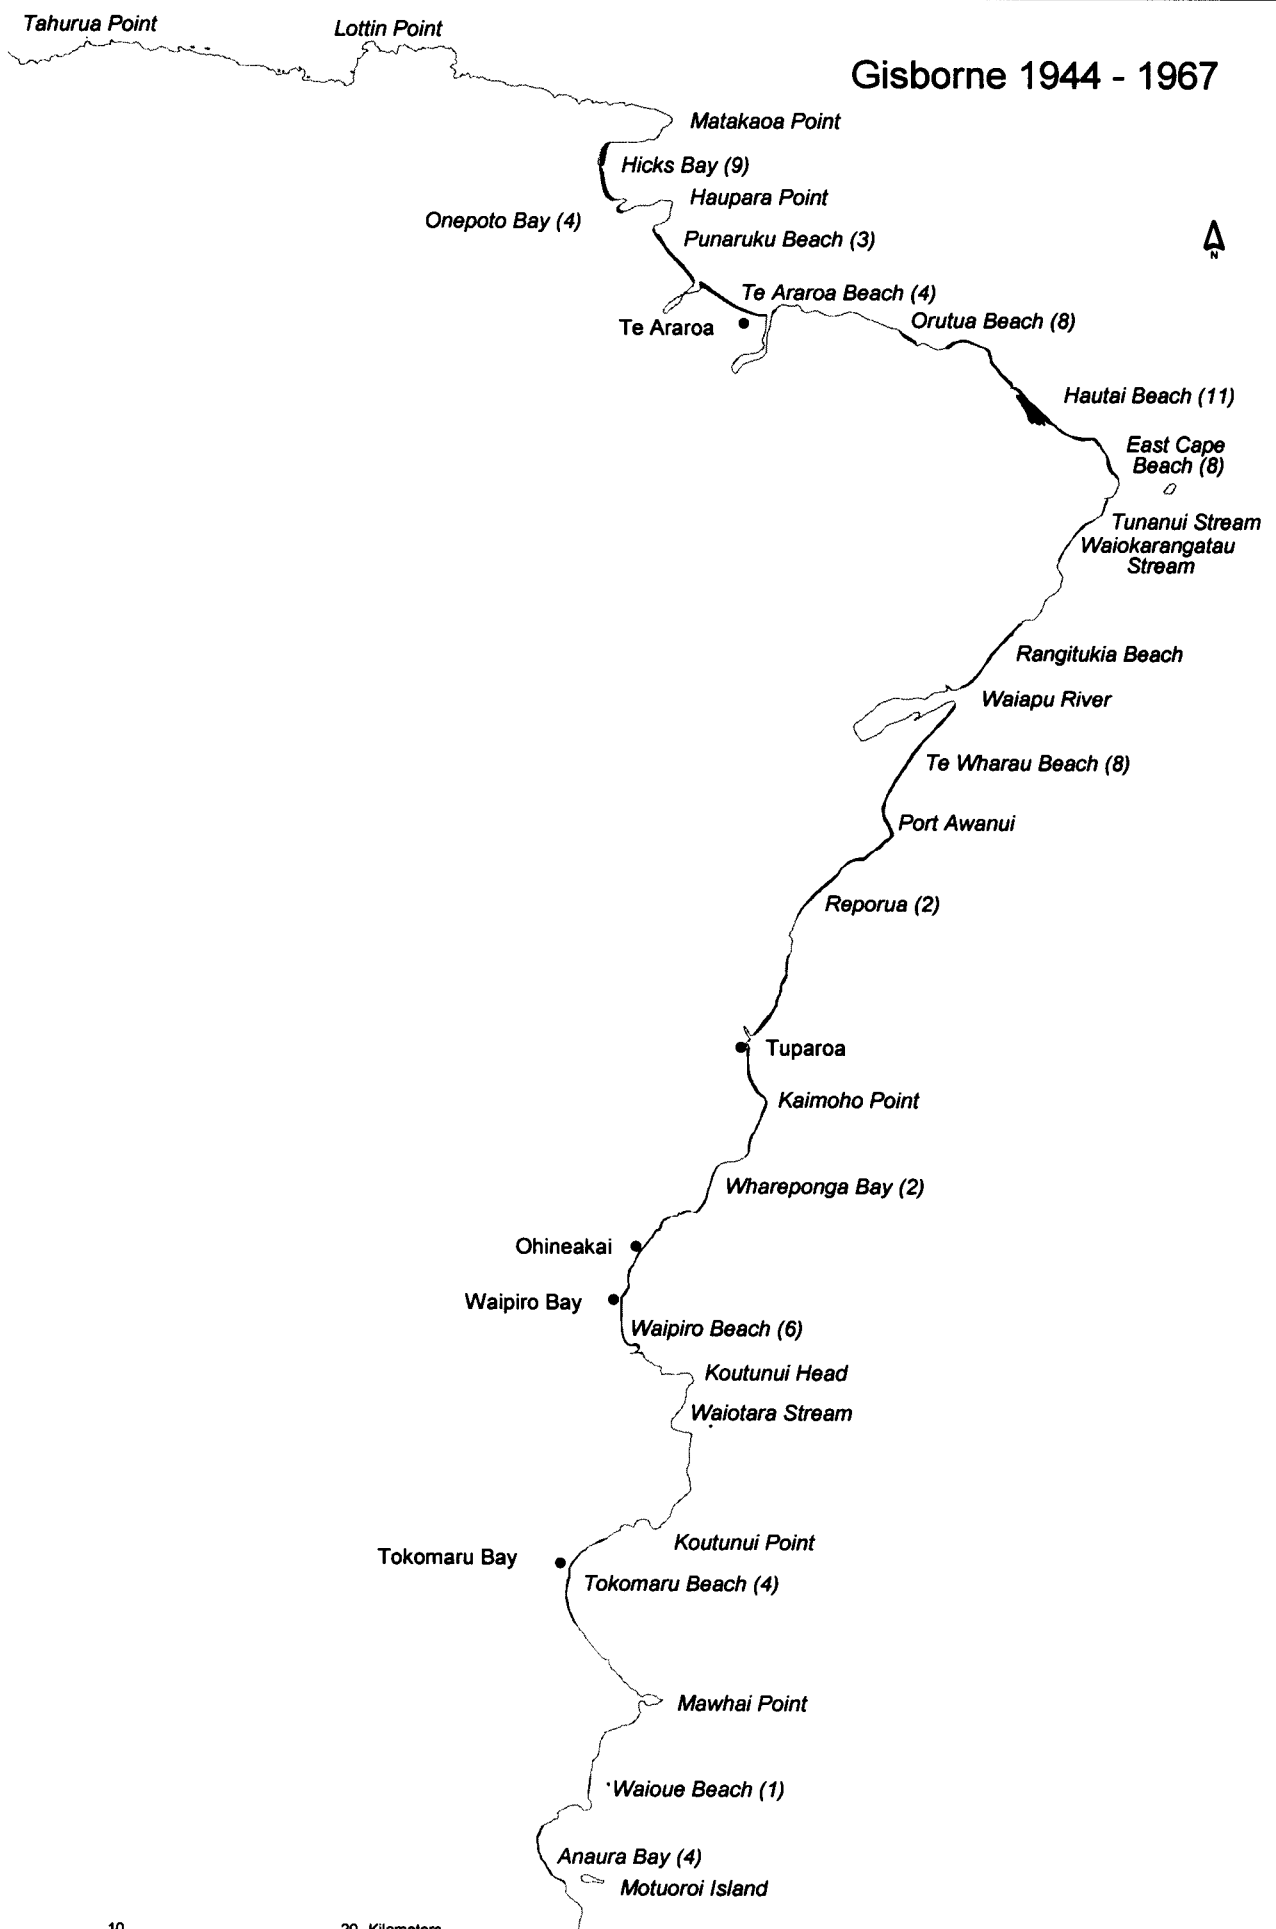 Tahurua Point
Lottin Point
Gisborne 1944 - 1967
Matakaoa Point
Hicks Bay (9)
Haupara Point
Onepoto Bay (4)
Punaruku Beach (3)
N
Te Araroa Beach (4)
Te Araroa
Orutua Beach (8)
Hautai Beach (11)
East Cape
Beach (8)
Tunanui Stream
Waiokarangatau
Stream
Rangitukia Beach
Waiapu River
Te Wharau Beach (8)
Port Awanui
Reporua (2)
Tuparoa
Kaimoho Point
Whareponga Bay (2)
Ohineakai
Waipiro Bay
Waipiro Beach (6)
Koutunui Head
Waiotara Stream
Koutunui Point
Tokomaru Bay
Tokomaru Beach (4)
Mawhai Point
Waioue Beach (1)
Anaura Bay (4)
Motuoroi Island
10
20 Kilometers